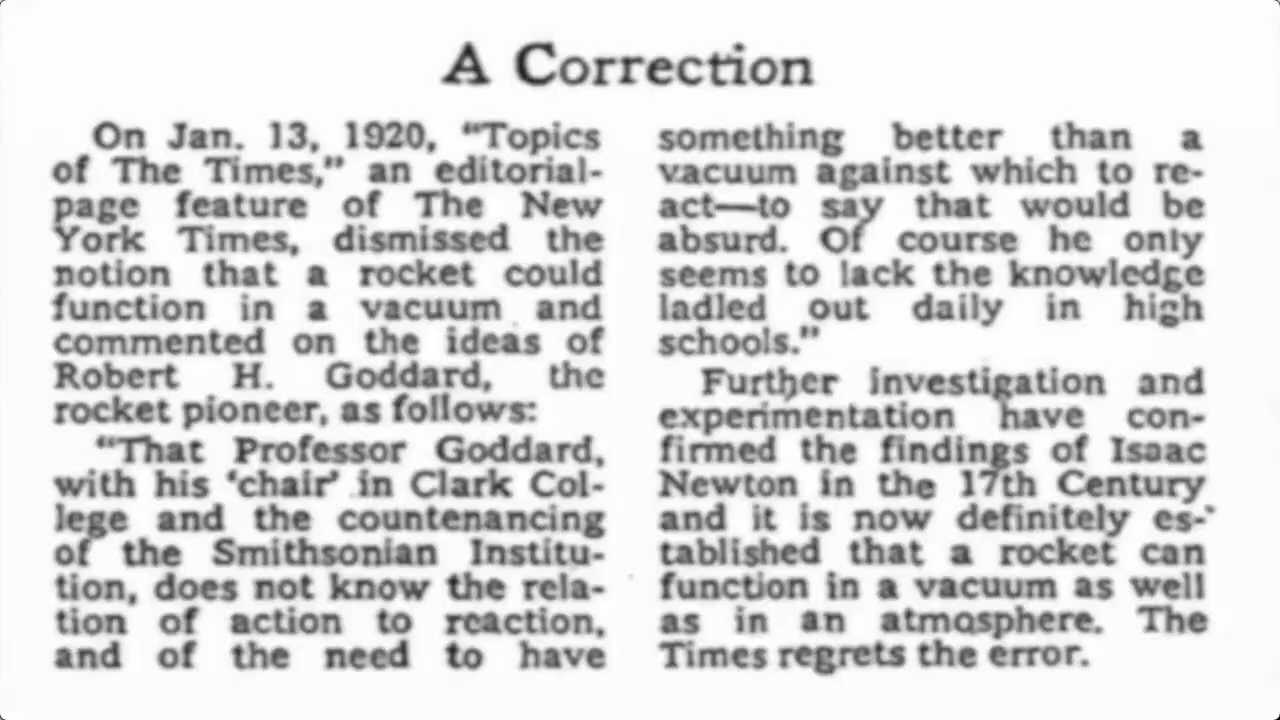 A Correction
On Jan. 13, 1920, “Topics
of The Times,” an editorial-
page feature of The New
York Times, dismissed the
notion that a rocket could
function in a vacuum and
commented on the ideas of
Robert H. Goddard, the
rocket pioneer, as follows:
“That Professor Goddard,
with his ‘chair’ in Clark Col-
lege and the countenancing
of the Smithsonian Institu-
tion, does not know the rela-
tion of action to reaction,
and of the need to have
something better than a
vacuum against which to re-
act—to say that would be
absurd. Of course he only
seems to lack the knowledge
ladled out daily in high
schools.”
Further investigation and
experimentation have con-
firmed the findings of Isaac
Newton in the 17th Century
and it is now definitely es-
tablished that a rocket can
function in a vacuum as well
as in an atmosphere. The
Times regrets the error.